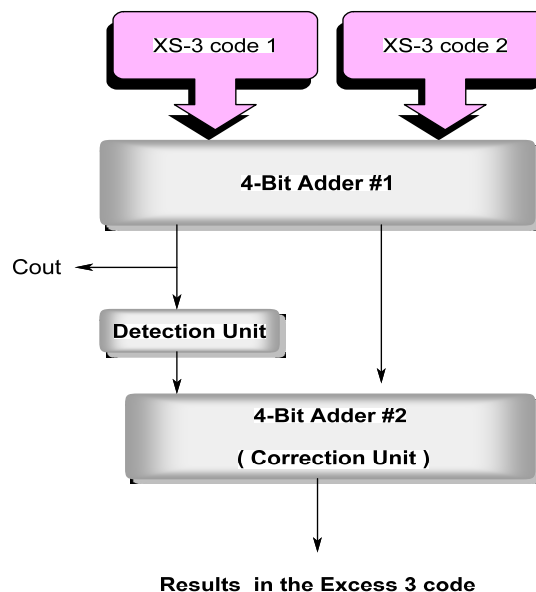 XS-3 code 1
XS-3 code 2
4-Bit Adder #1
Cout
Detection Unit
4-Bit Adder #2
( Correction Unit )
Results in the Excess 3 code